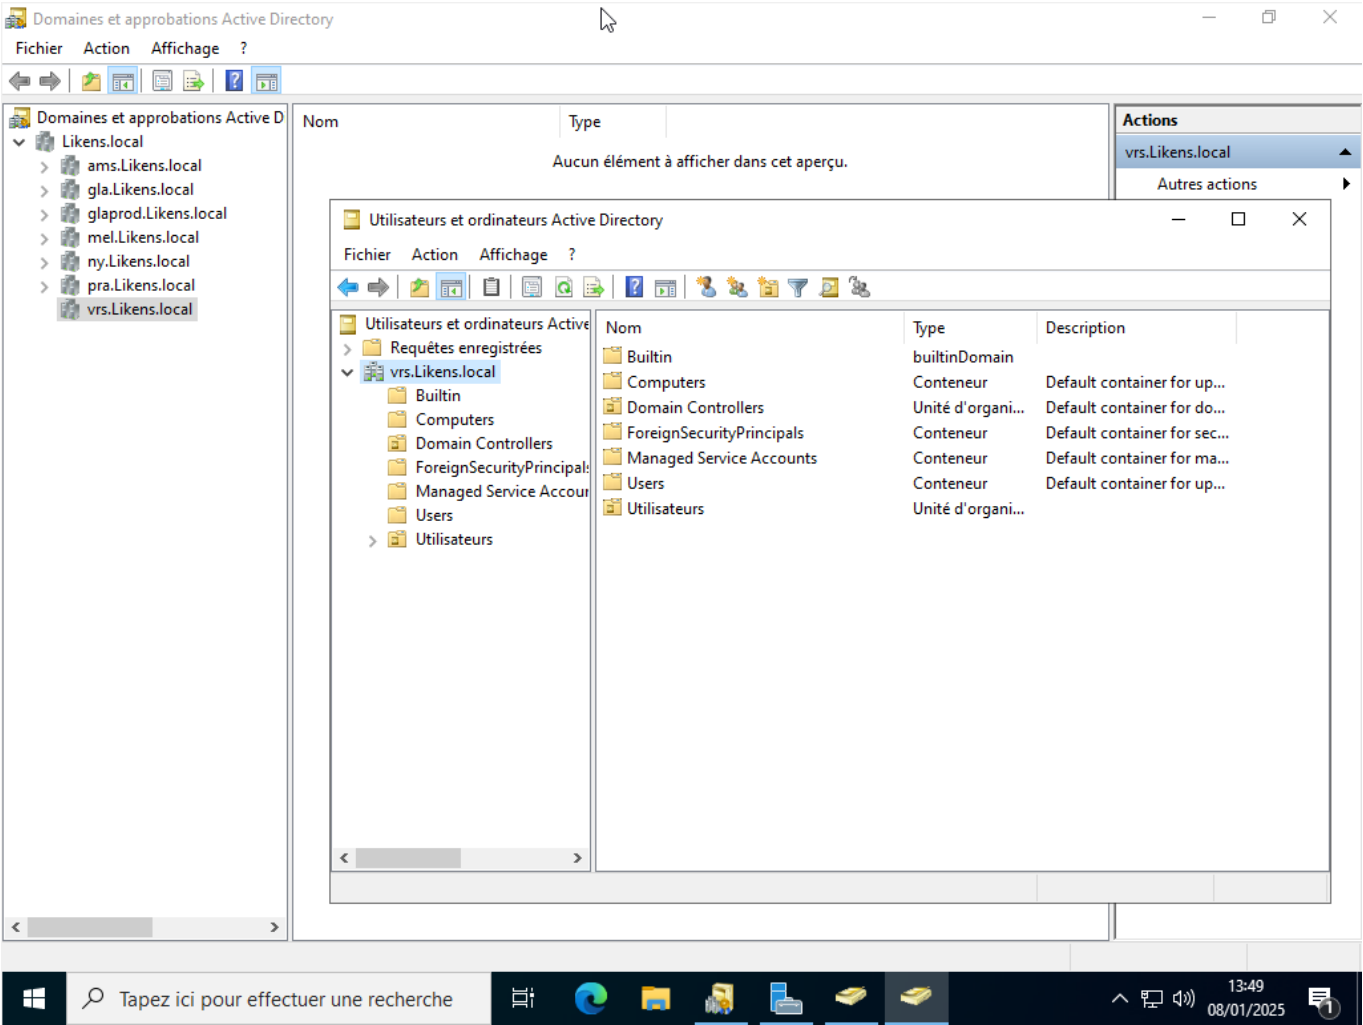 Domaines et approbations Active Directory
Fichier Action Affichage ?
Domaines et approbations Active D
Likens.local
ams.Likens.local
gla.Likens.local
glaprod.Likens.local
mel.Likens.local
ny.Likens.local
pra.Likens.local
vrs.Likens.local
Nom Type
Aucun élément à afficher dans cet aperçu.
Actions
vrs.Likens.local
Autres actions
Utilisateurs et ordinateurs Active Directory
Fichier Action Affichage ?
Utilisateurs et ordinateurs Active
Requêtes enregistrées
vrs.Likens.local
Builtin
Computers
Domain Controllers
ForeignSecurityPrincipals
Managed Service Accour
Users
Utilisateurs
Nom Type Description
Builtin builtinDomain
Computers Conteneur Default container for up...
Domain Controllers Unité d'organi... Default container for do...
ForeignSecurityPrincipals Conteneur Default container for sec...
Managed Service Accounts Conteneur Default container for ma...
Users Conteneur Default container for up...
Utilisateurs Unité d'organi...
Tapez ici pour effectuer une recherche
13:49
08/01/2025
1